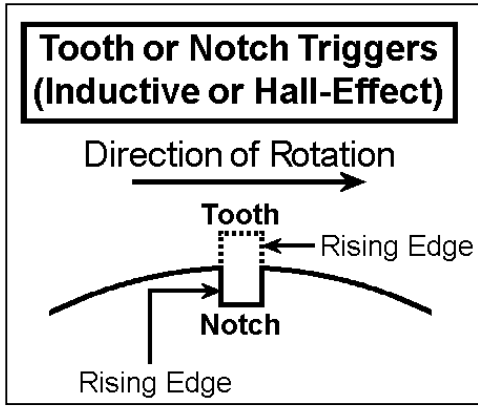 Tooth or Notch Triggers
(Inductive or Hall-Effect)
Direction of Rotation
Tooth
Rising Edge
Notch
Rising Edge